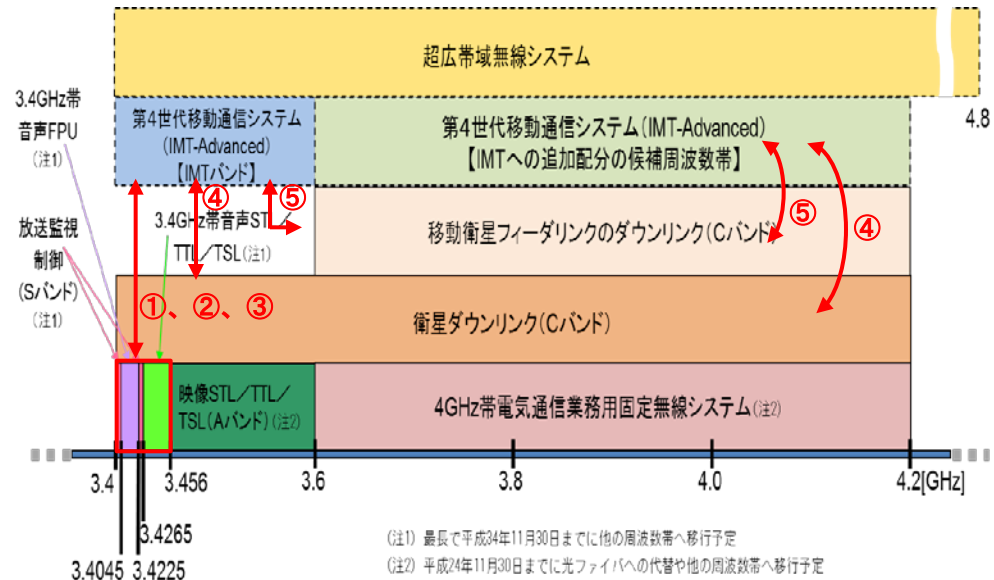 超広帯域無線システム
3.4GHz帯
音声FPU
(注1)
第4世代移動通信システム
(IMT-Advanced)
【IMTバンド】
第4世代移動通信システム(IMT-Advanced)
【IMTへの追加配分の候補周波数帯】
4.8
④
⑤
⑤
④
放送監視
制御
(Sバンド)
(注1)
3.4GHz帯音声STL/
TTL/TSL(注1)
移動衛星フィーダリンクのダウンリンク(Cバンド)
①、②、③
衛星ダウンリンク(Cバンド)
映像STL/TTL/
TSL(Aバンド)(注2)
4GHz帯電気通信業務用固定無線システム(注2)
3.4
3.456
3.6
3.8
4.0
4.2[GHz]
3.4265
3.4045
3.4225
(注1) 最長で平成34年11月30日までに他の周波数帯へ移行予定
(注2) 平成24年11月30日までに光ファイバへの代替や他の周波数帯へ移行予定